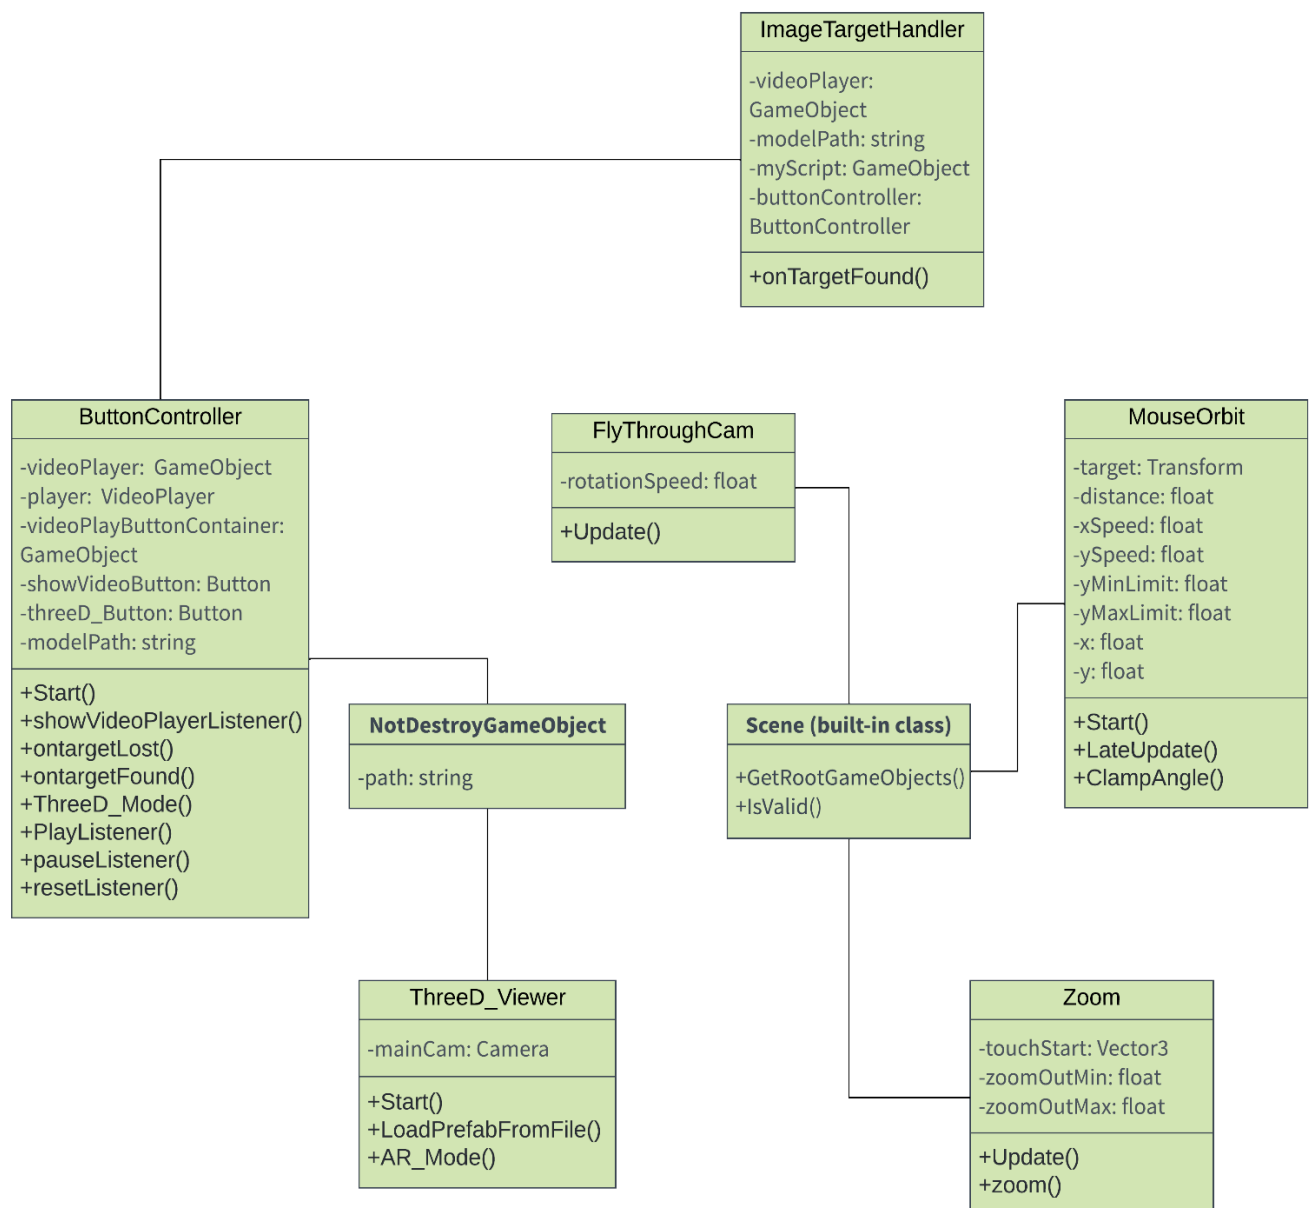 ImageTargetHandler
-videoPlayer:
GameObject
-modelPath: string
-myScript: GameObject
-buttonController:
ButtonController
+onTargetFound()
ButtonController
-videoPlayer: GameObject
-player: VideoPlayer
-videoPlayButtonContainer:
GameObject
-showVideoButton: Button
-threeD_Button: Button
-modelPath: string
+Start()
+showVideoPlayerListener()
+ontargetLost()
+ontargetFound()
+ThreeD_Mode()
+PlayListener()
+pauseListener()
+resetListener()
FlyThroughCam
-rotationSpeed: float
+Update()
MouseOrbit
-target: Transform
-distance: float
-xSpeed: float
-ySpeed: float
-yMinLimit: float
-yMaxLimit: float
-x: float
-y: float
+Start()
+LateUpdate()
+ClampAngle()
NotDestroyGameObject
-path: string
Scene (built-in class)
+GetRootGameObjects()
+IsValid()
ThreeD_Viewer
-mainCam: Camera
+Start()
+LoadPrefabFromFile()
+AR_Mode()
Zoom
-touchStart: Vector3
-zoomOutMin: float
-zoomOutMax: float
+Update()
+zoom()